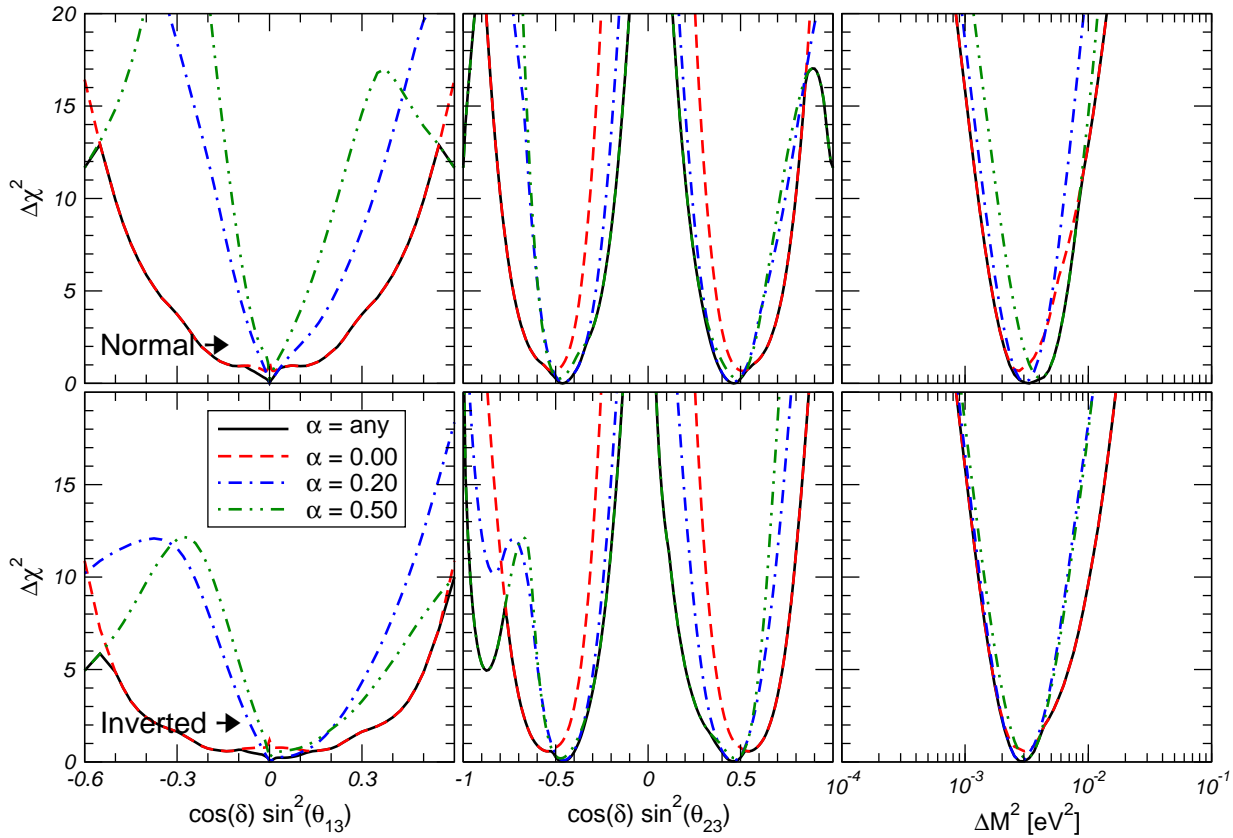 20
15
10
5
0
Δχ²
Normal
15
10
5
0
Δχ²
α = any
α = 0.00
α = 0.20
α = 0.50
Inverted
-0.6 -0.3 0 0.3
-1 -0.5 0 0.5
10⁻⁴ 10⁻³ 10⁻² 10⁻¹
cos(δ) sin²(θ₁₃)
cos(δ) sin²(θ₂₃)
ΔM² [eV²]